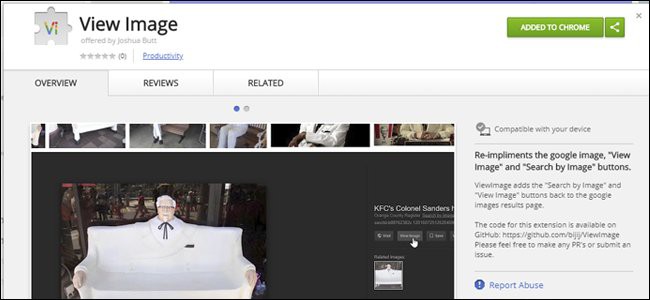 Vi
View Image
offered by Joshua Butt
(0)
Productivity
ADDED TO CHROME
OVERVIEW
REVIEWS
RELATED
KFC's Colonel Sanders h
Orange County Register
Visit
View Image
Save
Related Images:
Compatible with your device
Re-impliments the google image, "View
Image" and "Search by Image" buttons.
ViewImage adds the "Search by Image" and
"View Image" buttons back to the google
images results page.
The code for this extension is available on
GitHub: https://github.com/bijij/ViewImage
Please feel free to make any PR's or submit an
issue.
Report Abuse